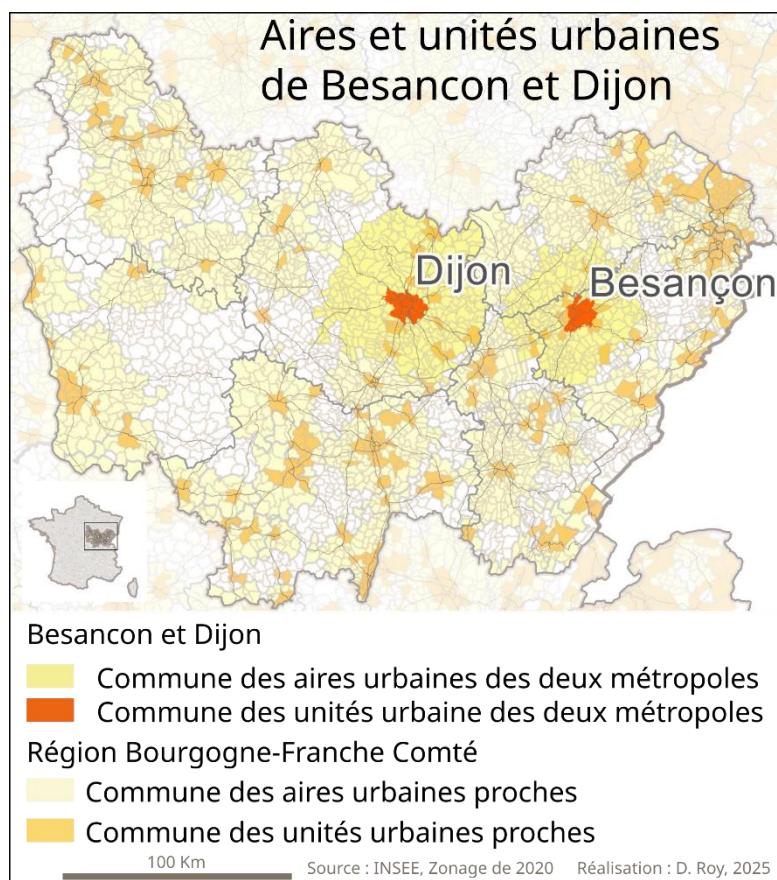 Aires et unités urbaines
de Besancon et Dijon
Dijon
Besançon
Besancon et Dijon
Commune des aires urbaines des deux métropoles
Commune des unités urbaine des deux métropoles
Région Bourgogne-Franche Comté
Commune des aires urbaines proches
Commune des unités urbaines proches
100 Km
Source : INSEE, Zonage de 2020 Réalisation : D. Roy, 2025